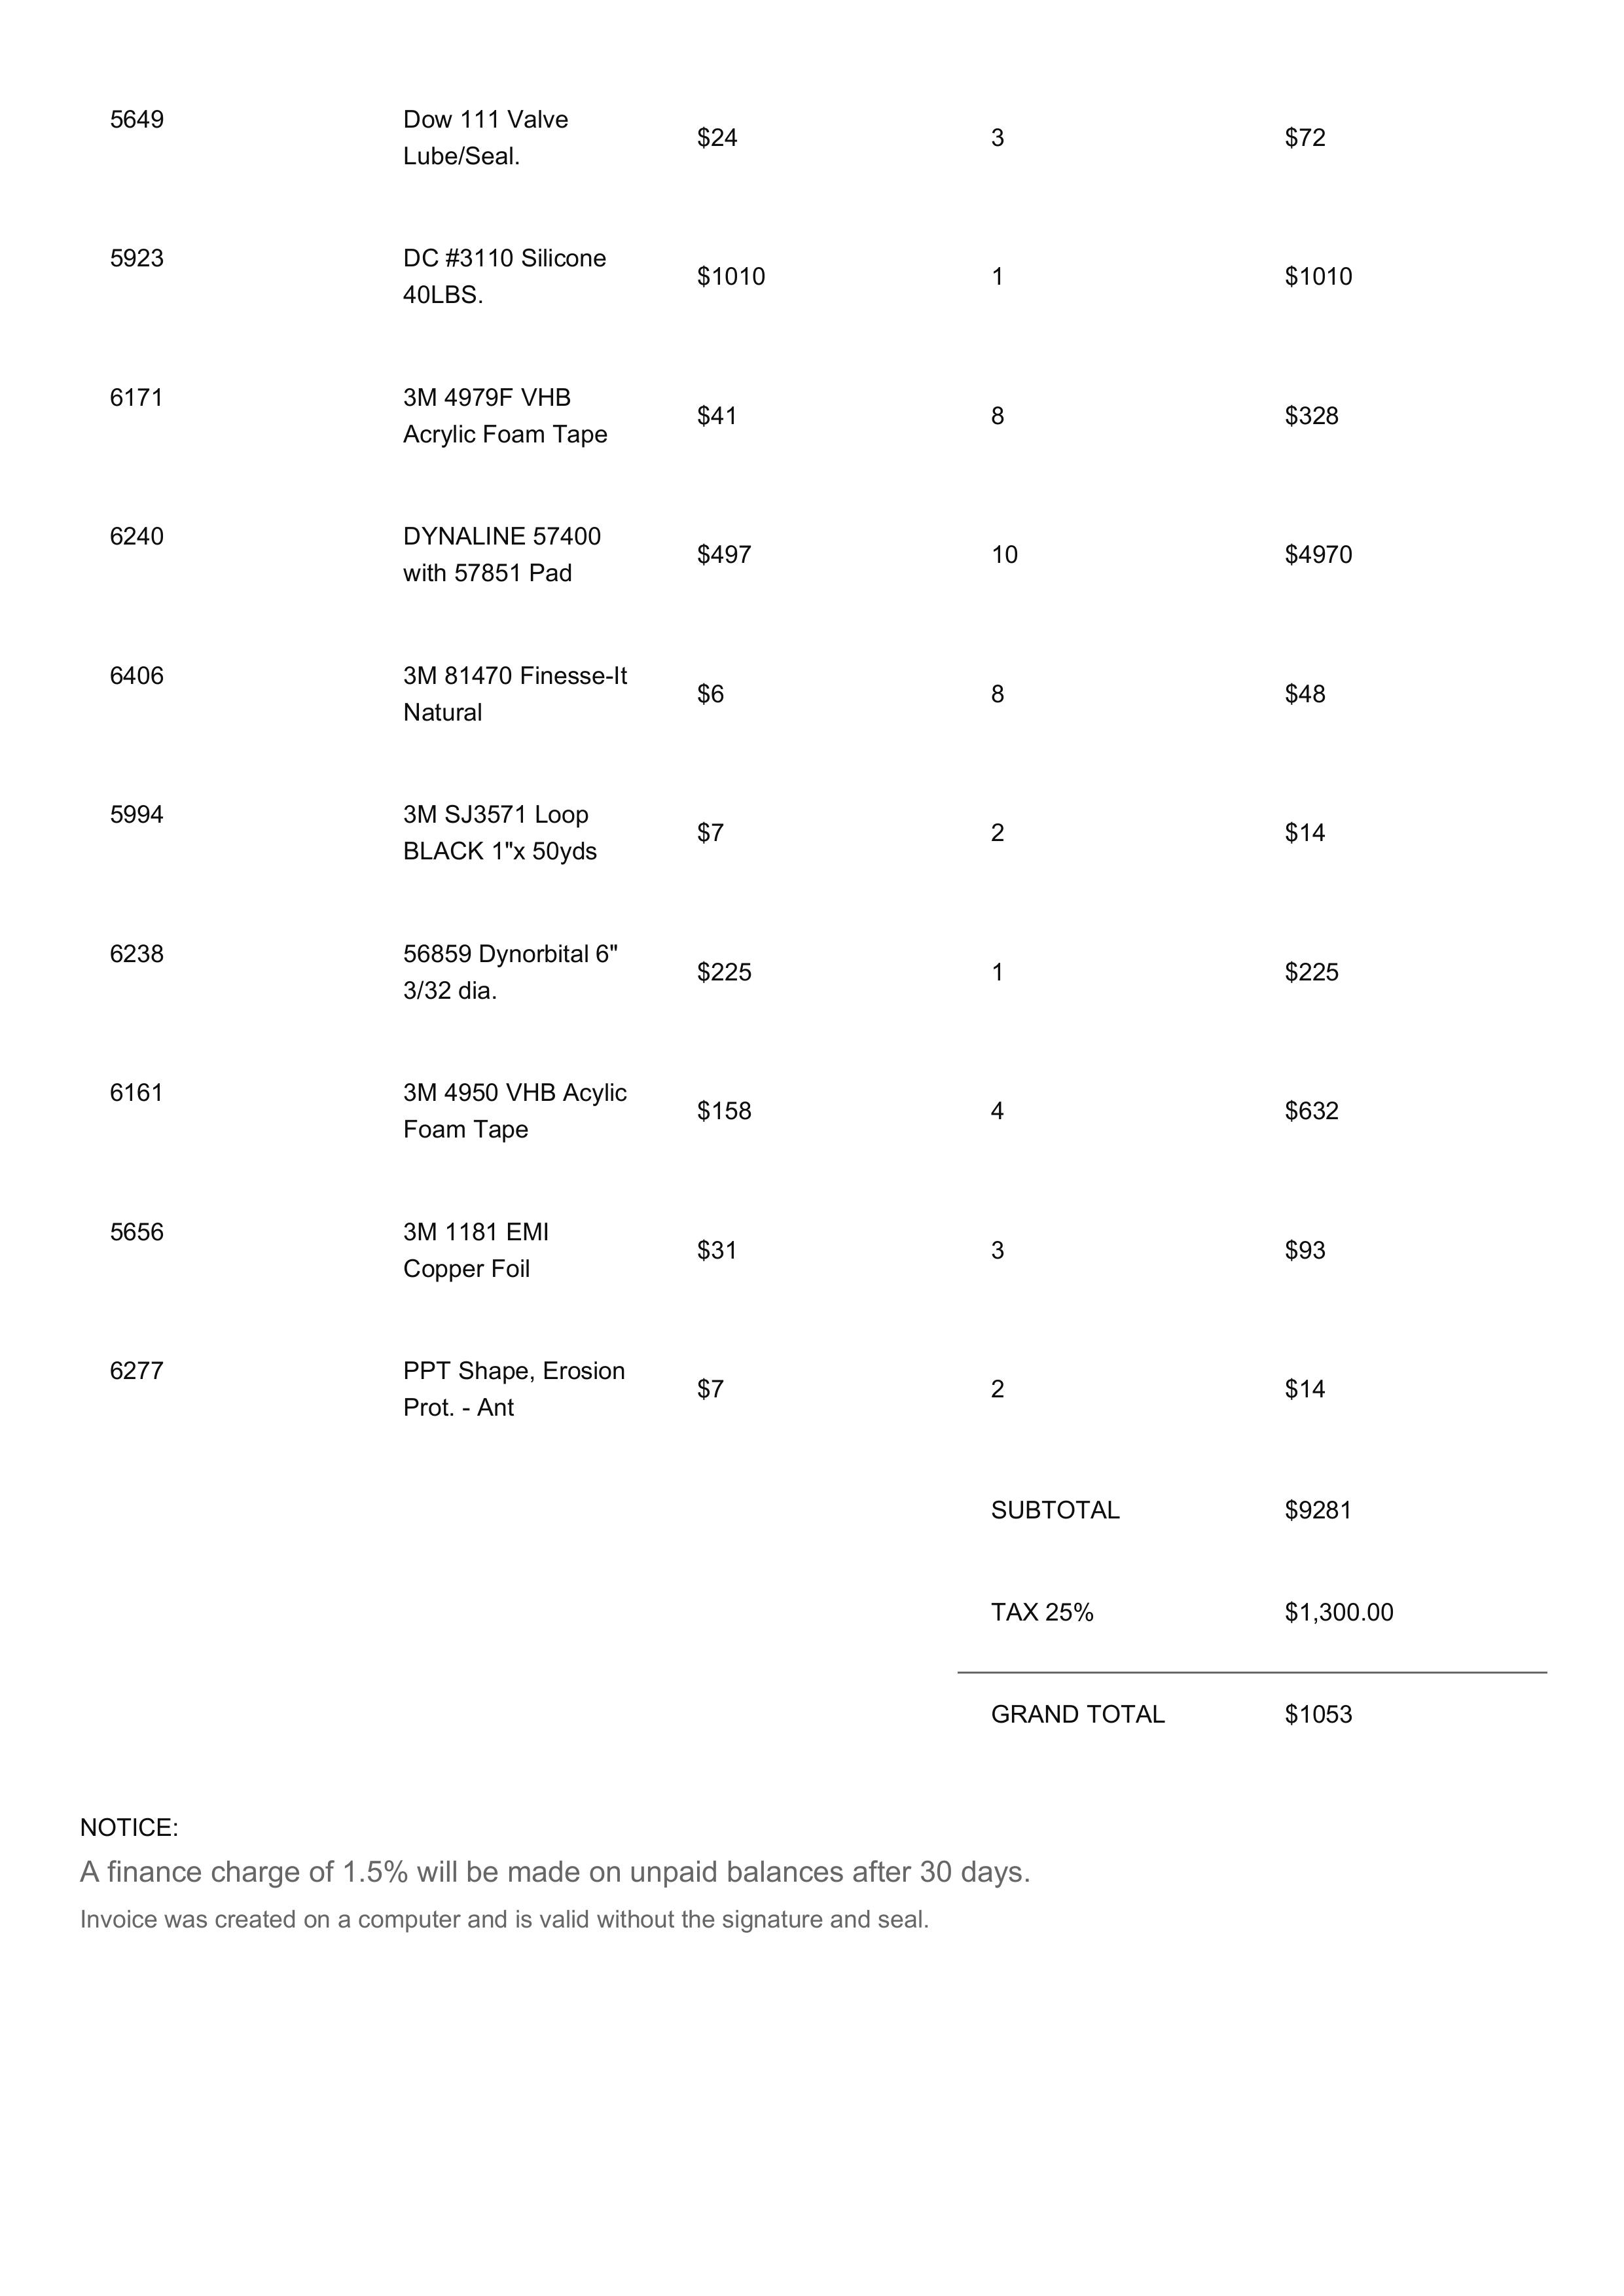 5649 Dow 111 Valve $24 3 $72
Lube/Seal.
5923 DC #3110 Silicone $1010 1 $1010
40LBS.
6171 3M 4979F VHB $41 8 $328
Acrylic Foam Tape
6240 DYNALINE 57400 $497 10 $4970
with 57851 Pad
6406 3M 81470 Finesse-It $6 8 $48
Natural
5994 3M SJ3571 Loop $7 2 $14
BLACK 1"x 50yds
6238 56859 Dynorbital 6" $225 1 $225
3/32 dia.
6161 3M 4950 VHB Acylic $158 4 $632
Foam Tape
5656 3M 1181 EMI $31 3 $93
Copper Foil
6277 PPT Shape, Erosion $7 2 $14
Prot. - Ant
SUBTOTAL $9281
TAX 25% $1,300.00
GRAND TOTAL $1053
NOTICE:
A finance charge of 1.5% will be made on unpaid balances after 30 days.
Invoice was created on a computer and is valid without the signature and seal.